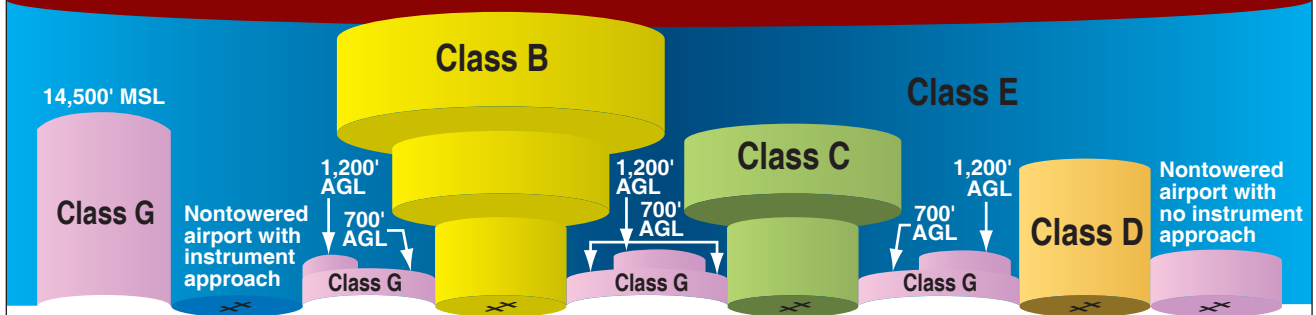 Class B
Class E
14,500' MSL
Class C
Class G
Nontowered
airport with
instrument
approach
1,200'
AGL
700'
AGL
Class G
1,200'
AGL
700'
AGL
Class G
700'
AGL
1,200'
AGL
Class G
Class D
Nontowered
airport with
no instrument
approach